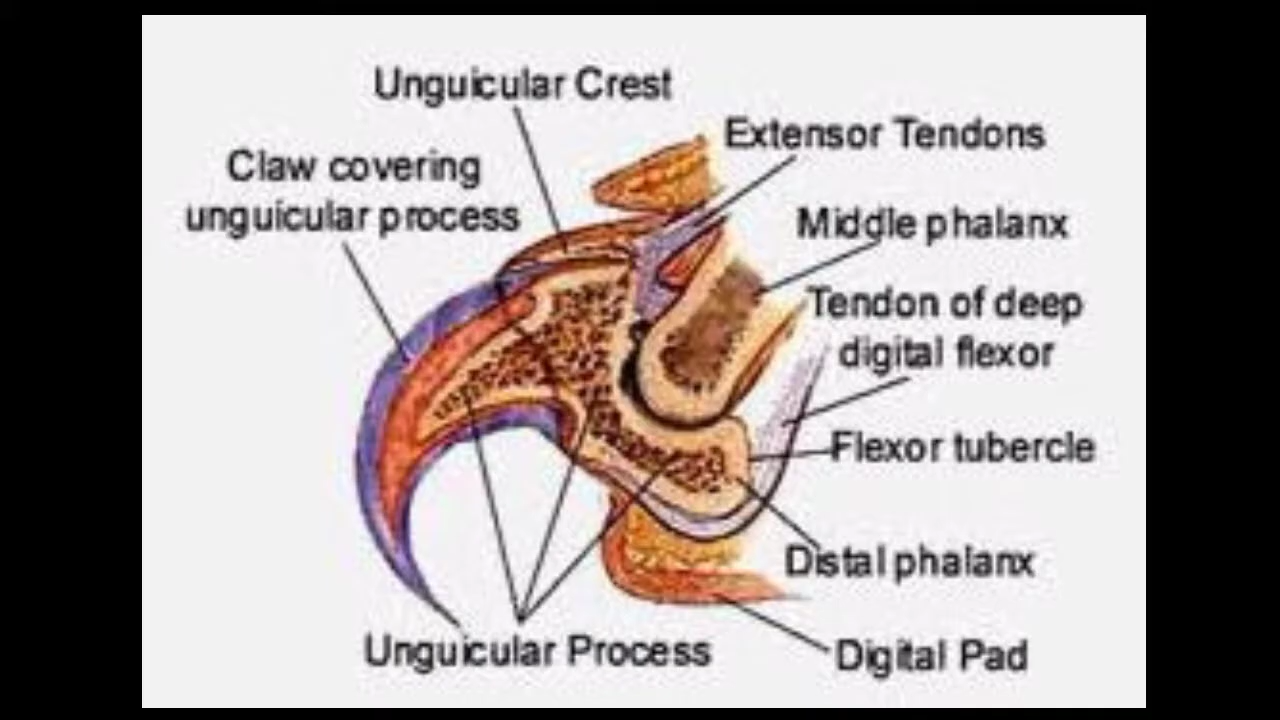 Unguicular Crest
Extensor Tendons
Claw covering
unguicular process
Middle phalanx
Tendon of deep
digital flexor
Flexor tubercle
Distal phalanx
Unguicular Process
Digital Pad